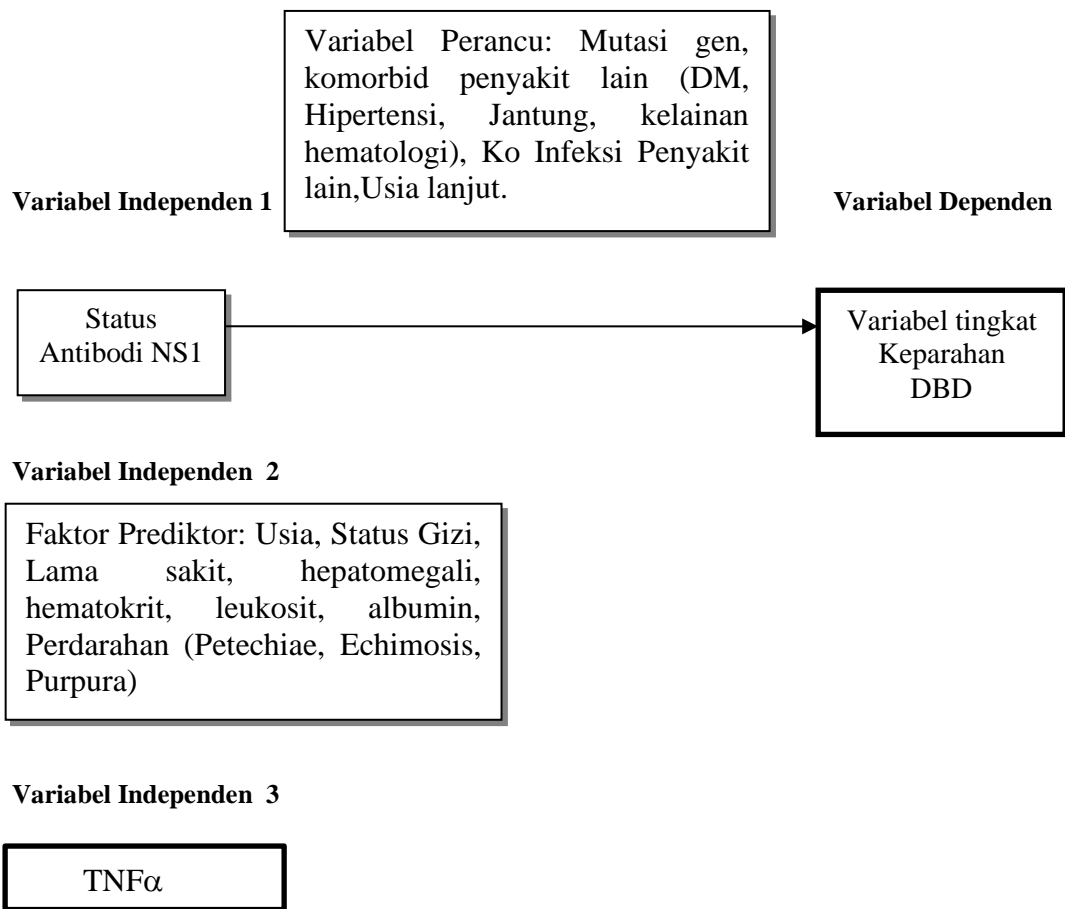 Variabel Perancu: Mutasi gen,
komorbid penyakit lain (DM,
Hipertensi, Jantung, kelainan
hematologi), Ko Infeksi Penyakit
lain,Usia lanjut.
Variabel Independen 1
Variabel Dependen
Status
Antibodi NS1
Variabel tingkat
Keparahan
DBD
Variabel Independen 2
Faktor Prediktor: Usia, Status Gizi,
Lama sakit, hepatomegali,
hematokrit, leukosit, albumin,
Perdarahan (Petechiae, Echimosis,
Purpura)
Variabel Independen 3
TNFα